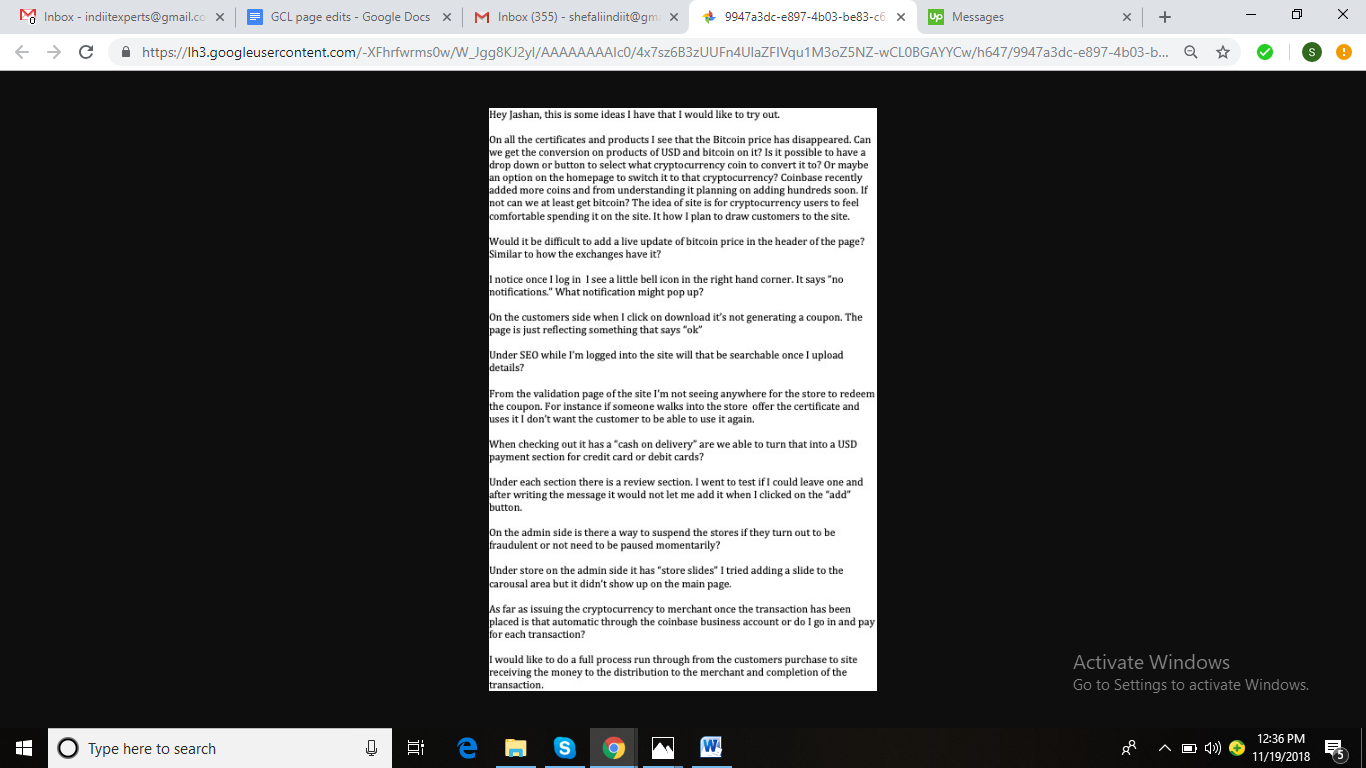 Inbox - indiitexperts@gmail.co
GCL page edits - Google Docs
Inbox (355) - shefaliindiit@gma
9947a3dc-e897-4b03-be83-c6
Up Messages
https://lh3.googleusercontent.com/-XFhrfwrms0w/W_Jgg8KJ2yI/AAAAAAAAIc0/4x7sz6B3zUUFn4UlaZFIVqu1M3oZ5NZ-wCL0BGAYYCw/h647/9947a3dc-e897-4b03-b...
S
Hey Jashan, this is some ideas I have that I would like to try out.
On all the certificates and products I see that the Bitcoin price has disappeared. Can
we get the conversion on products of USD and bitcoin on it? Is it possible to have a
drop down or button to select what cryptocurrency coin to convert it to? Or maybe
an option on the homepage to switch it to that cryptocurrency? Coinbase recently
added more coins and from understanding it planning on adding hundreds soon. If
not can we at least get bitcoin? The idea of site is for cryptocurrency users to feel
comfortable spending it on the site. It how I plan to draw customers to the site.
Would it be difficult to add a live update of bitcoin price in the header of the page?
Similar to how the exchanges have it?
I notice once I log in  I see a little bell icon in the right hand corner. It says "no
notifications." What notification might pop up?
On the customers side when I click on download it's not generating a coupon. The
page is just reflecting something that says "ok"
Under SEO while I'm logged into the site will that be searchable once I upload
details?
From the validation page of the site I'm not seeing anywhere for the store to redeem
the coupon. For instance if someone walks into the store  offer the certificate and
uses it I don't want the customer to be able to use it again.
When checking out it has a "cash on delivery" are we able to turn that into a USD
payment section for credit card or debit cards?
Under each section there is a review section. I went to test if I could leave one and
after writing the message it would not let me add it when I clicked on the "add"
button.
On the admin side is there a way to suspend the stores if they turn out to be
fraudulent or not need to be paused momentarily?
Under store on the admin side it has "store slides" I tried adding a slide to the
carousal area but it didn't show up on the main page.
As far as issuing the cryptocurrency to merchant once the transaction has been
placed is that automatic through the coinbase business account or do I go in and pay
for each transaction?
I would like to do a full process run through from the customers purchase to site
receiving the money to the distribution to the merchant and completion of the
transaction.
Activate Windows
Go to Settings to activate Windows.
Type here to search
12:36 PM
11/19/2018
5